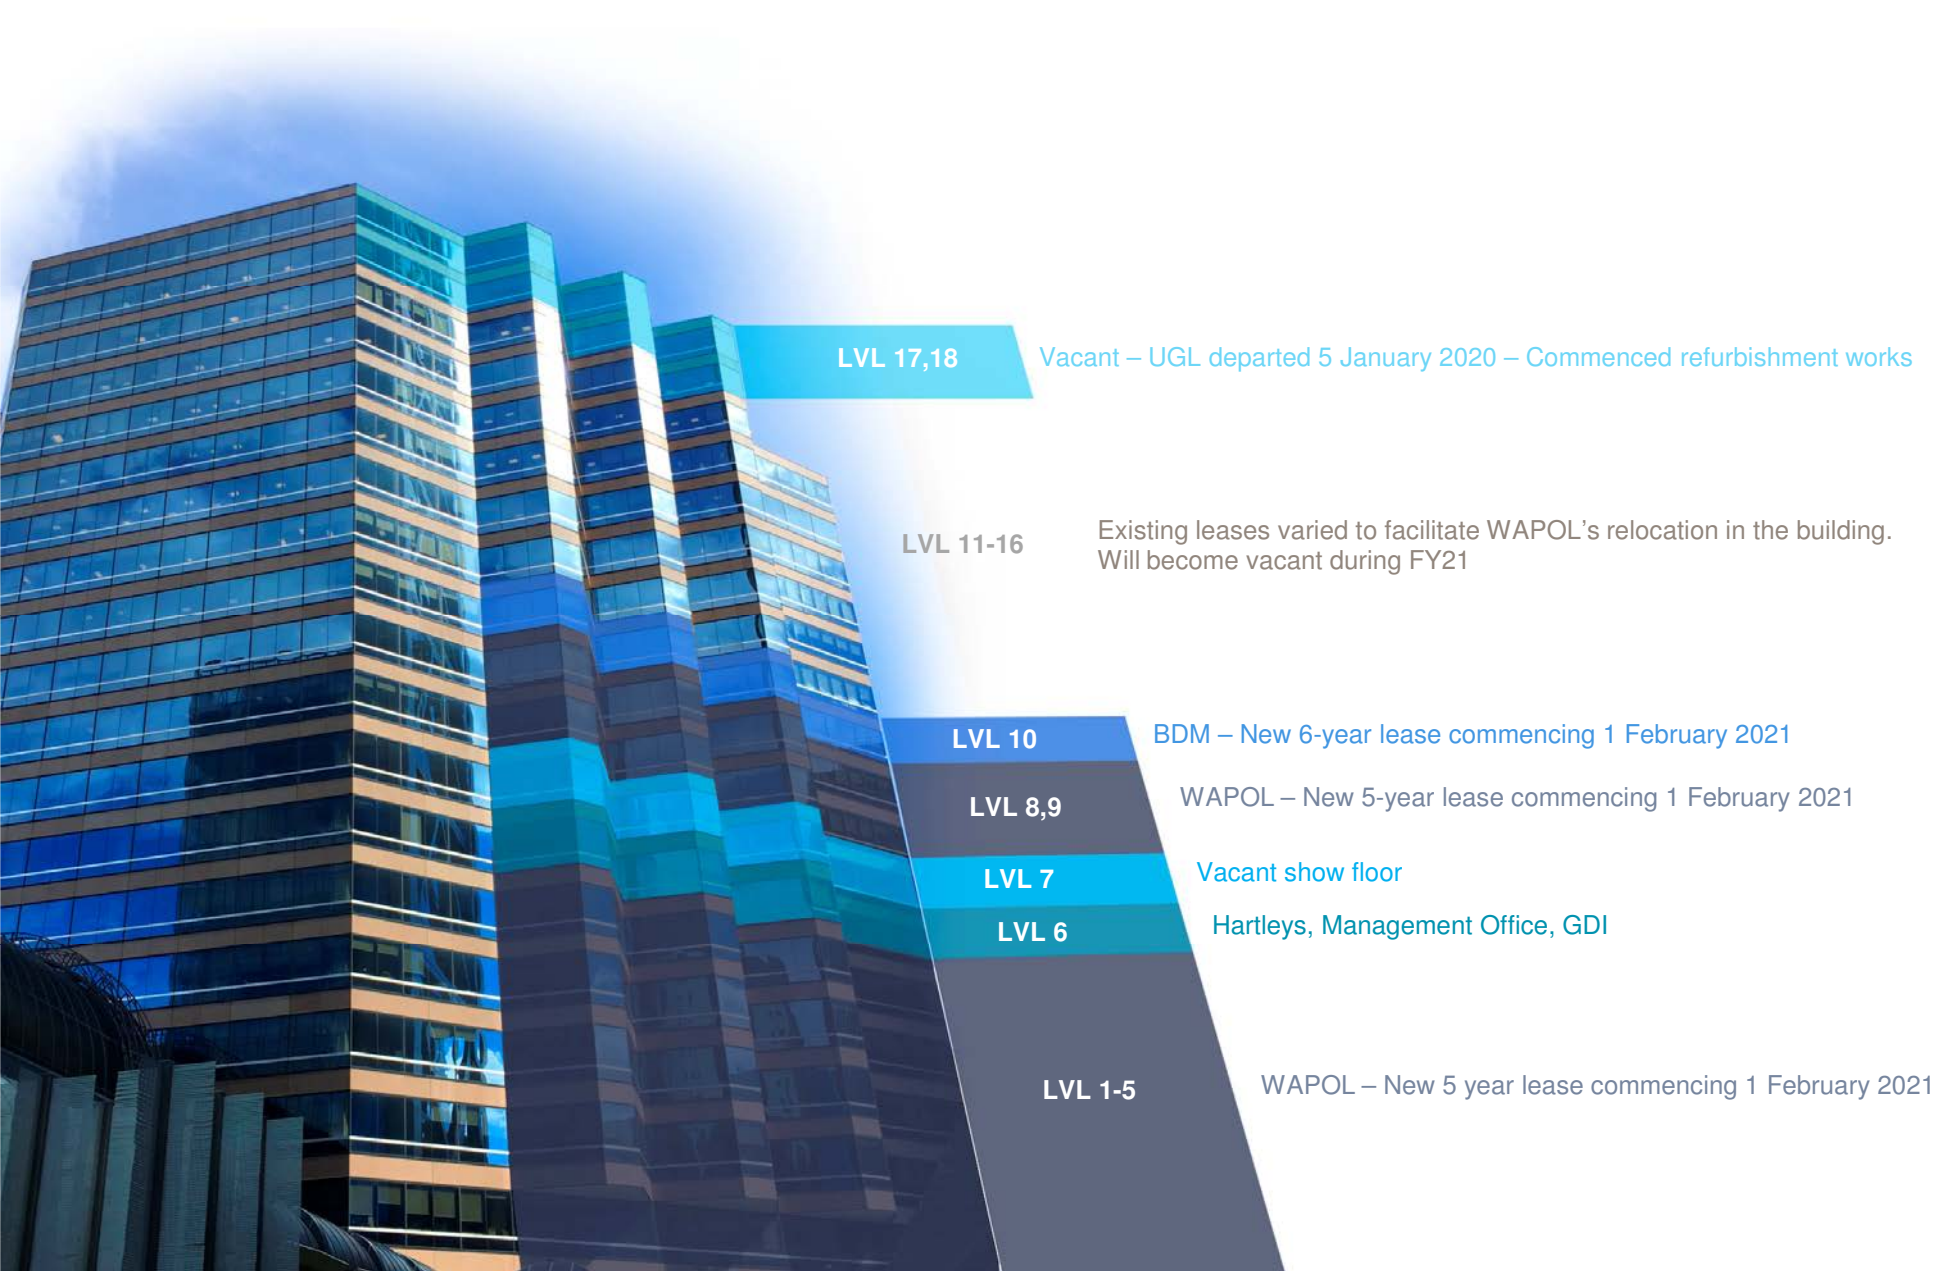 LVL 17,18 Vacant – UGL departed 5 January 2020 – Commenced refurbishment works
LVL 11-16 Existing leases varied to facilitate WAPOL’s relocation in the building.
Will become vacant during FY21
LVL 10 BDM – New 6-year lease commencing 1 February 2021
LVL 8,9 WAPOL – New 5-year lease commencing 1 February 2021
LVL 7 Vacant show floor
LVL 6 Hartleys, Management Office, GDI
LVL 1-5 WAPOL – New 5 year lease commencing 1 February 2021